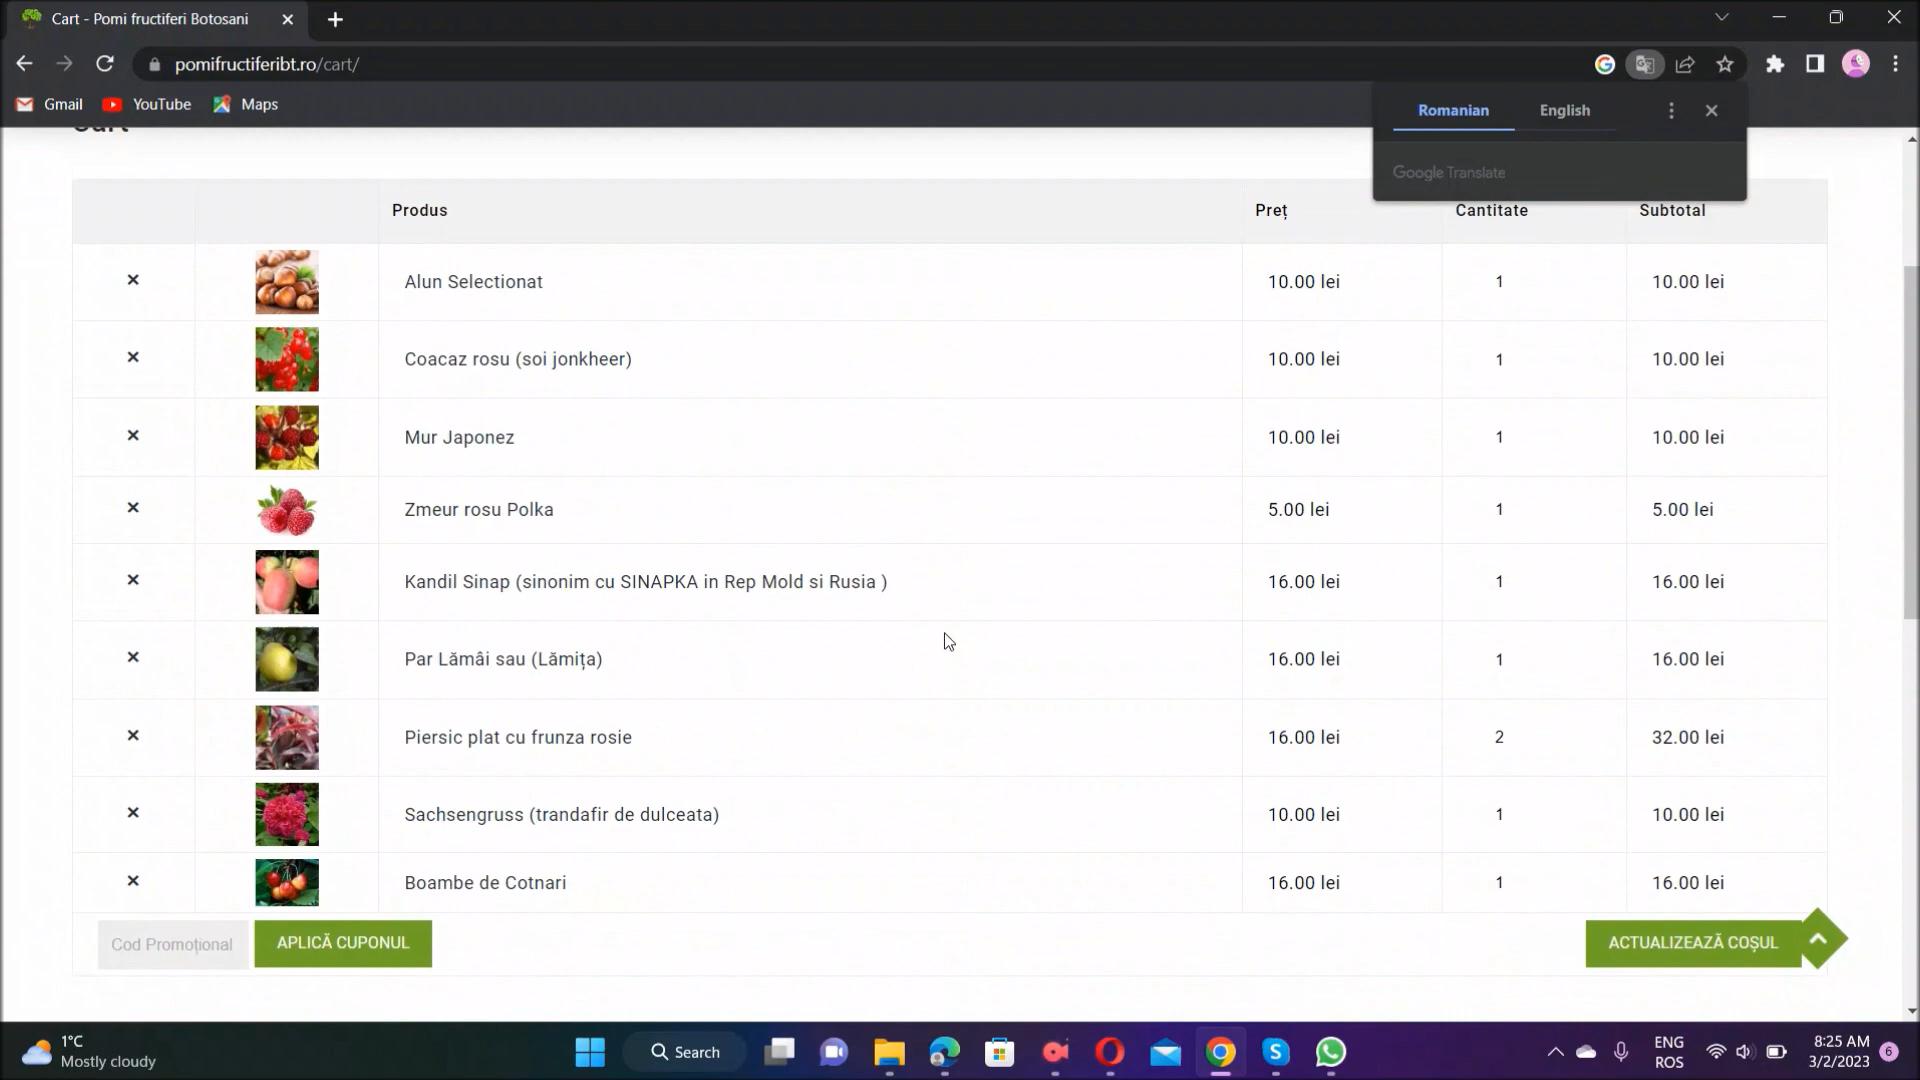 Cart - Pomi fructiferi Botosani
pomifructiferibt.ro/cart/
Gmail YouTube Maps
Romanian English
Google Translate
Cart
Produs Preț Cantitate Subtotal
Alun Selectionat 10.00 lei 1 10.00 lei
Coacaz rosu (soi jonkheer) 10.00 lei 1 10.00 lei
Mur Japonez 10.00 lei 1 10.00 lei
Zmeur rosu Polka 5.00 lei 1 5.00 lei
Kandil Sinap (sinonim cu SINAPKA in Rep Mold si Rusia ) 16.00 lei 1 16.00 lei
Par Lămâi sau (Lămița) 16.00 lei 1 16.00 lei
Piersic plat cu frunza rosie 16.00 lei 2 32.00 lei
Sachsengruss (trandafir de dulceata) 10.00 lei 1 10.00 lei
Boambe de Cotnari 16.00 lei 1 16.00 lei
Cod Promoțional APLICĂ CUPONUL ACTUALIZEAZĂ COȘUL
1°C
Mostly cloudy
Search
ENG
ROS
8:25 AM
3/2/2023
6